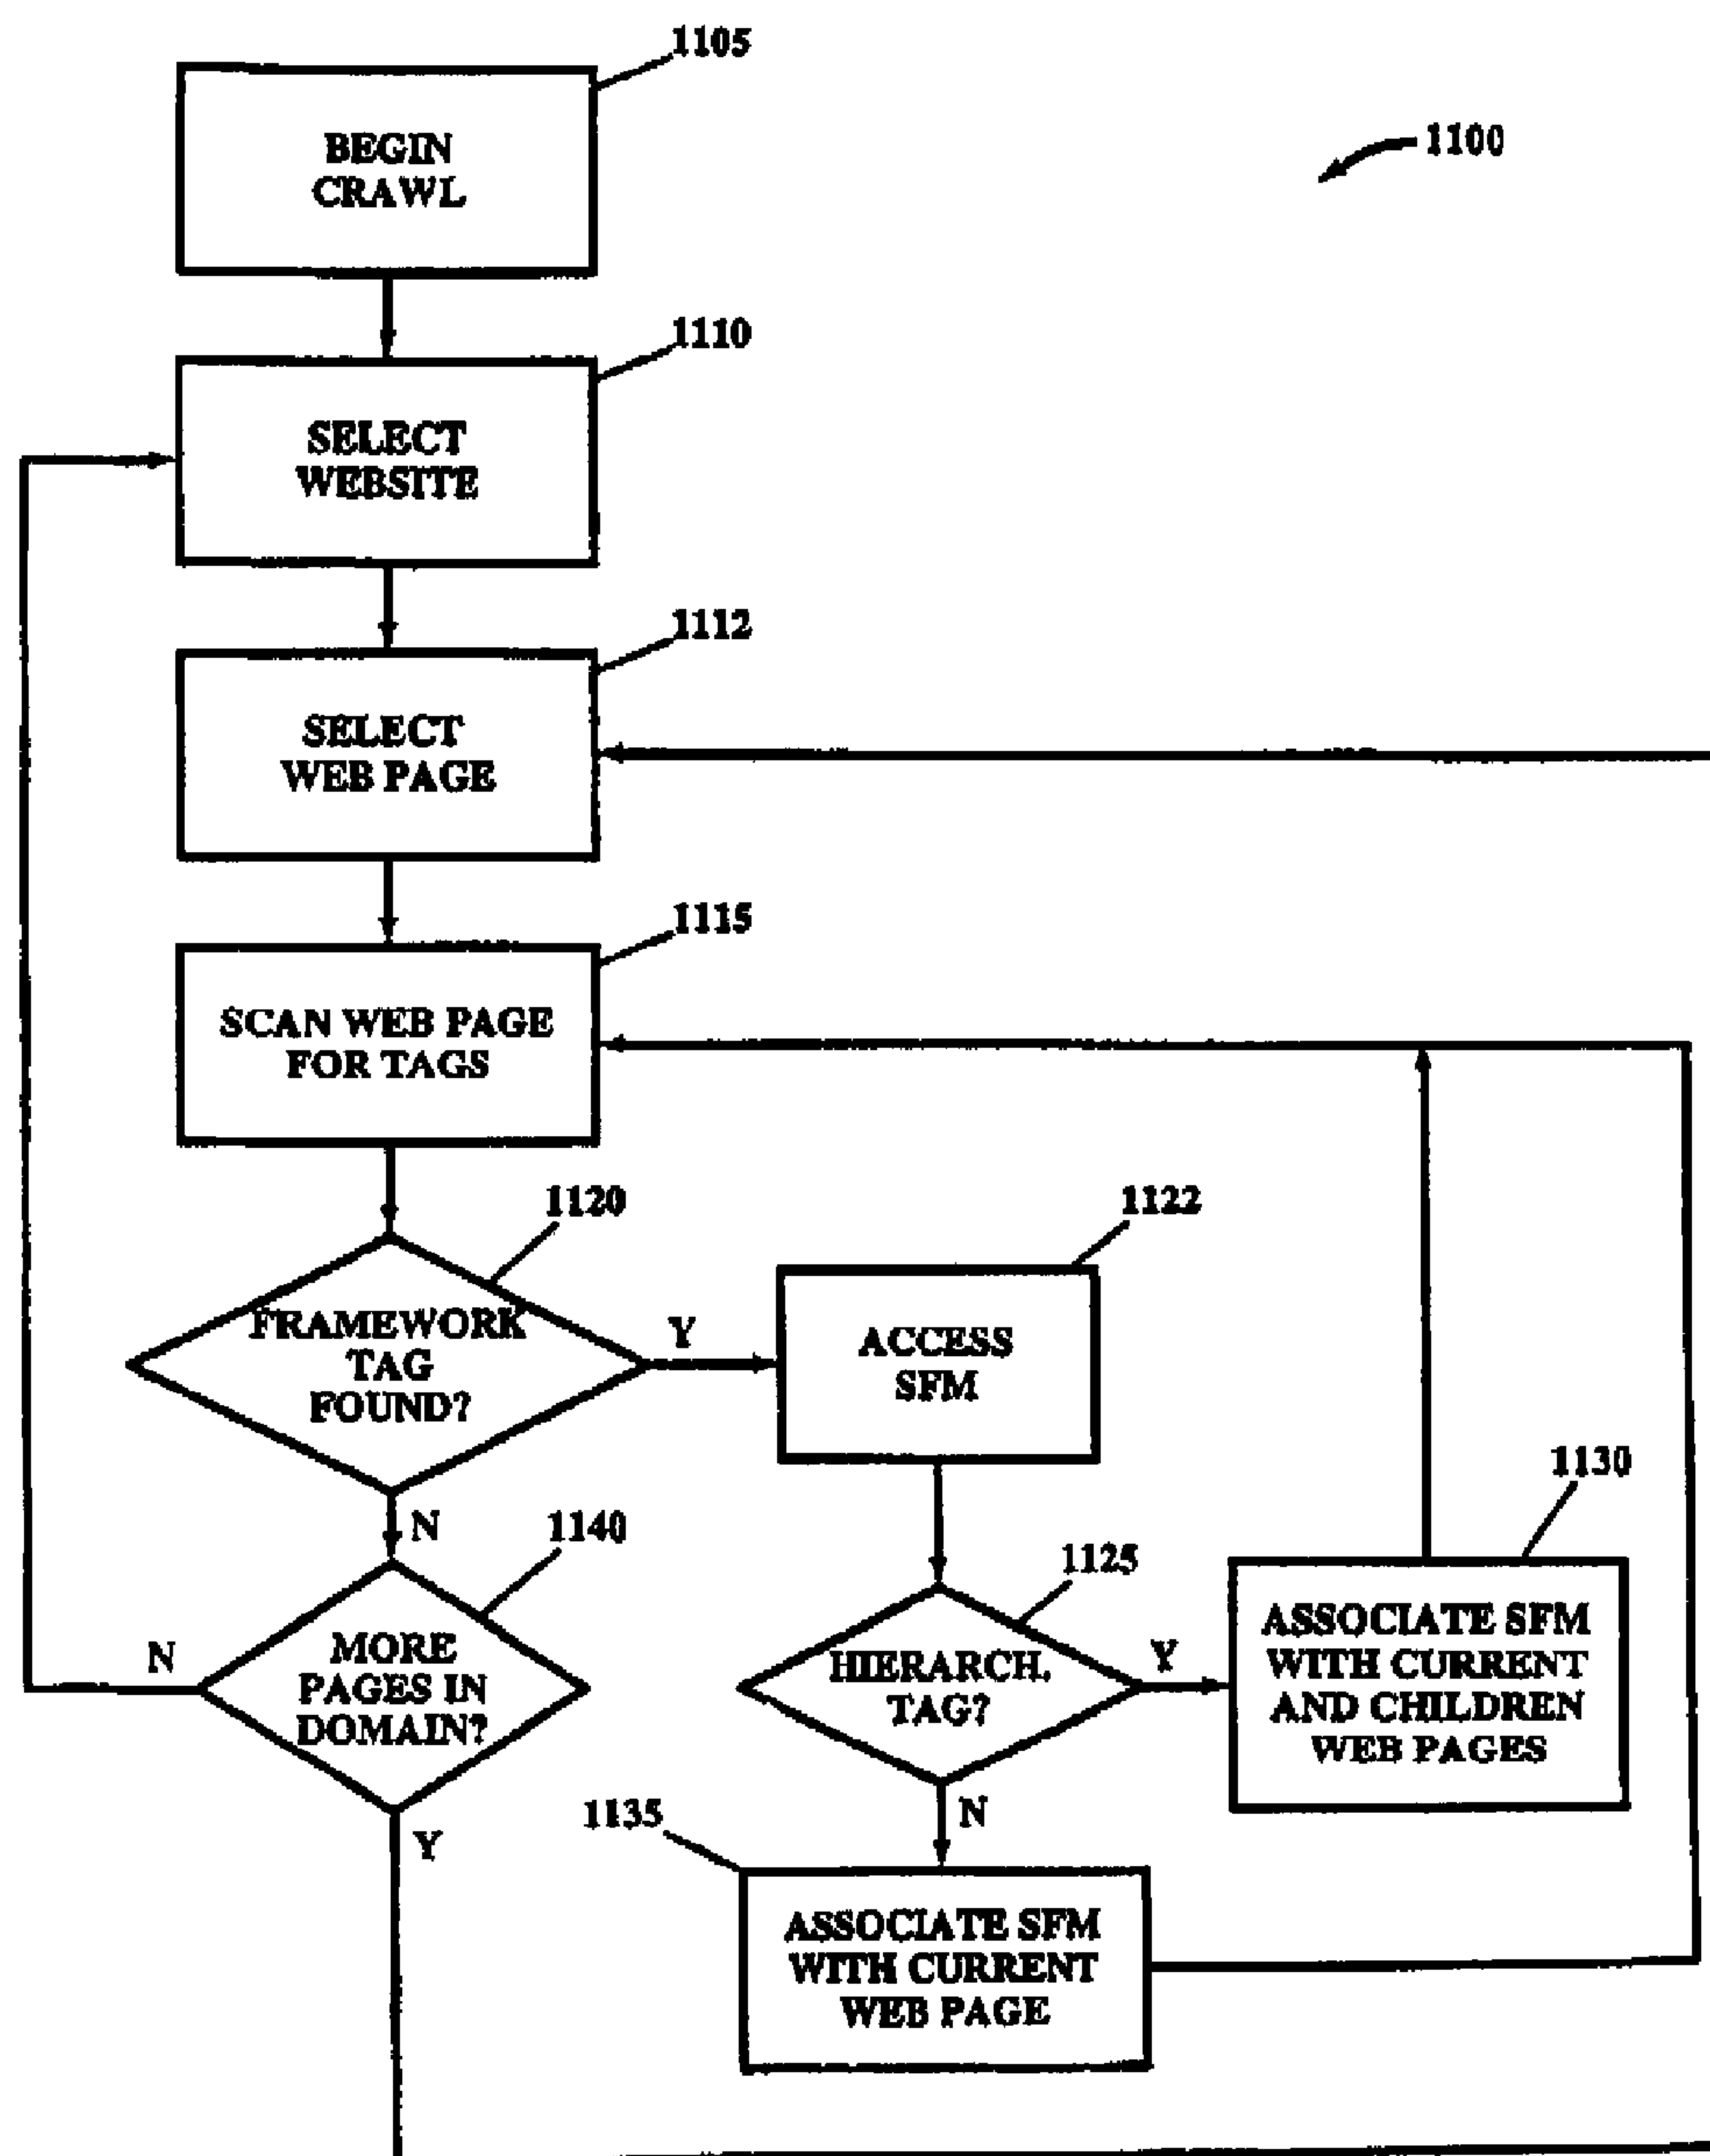 1105
BEGIN
CRAWL
1100
1110
SELECT
WEBSITE
1112
SELECT
WEB PAGE
1115
SCAN WEB PAGE
FOR TAGS
1120
FRAMEWORK
TAG
FOUND?
Y
1122
ACCESS
SFM
N
1140
MORE
PAGES IN
DOMAIN?
N
Y
1125
HIERARCH.
TAG?
Y
1130
ASSOCIATE SFM
WITH CURRENT
AND CHILDREN
WEB PAGES
N
1135
ASSOCIATE SFM
WITH CURRENT
WEB PAGE